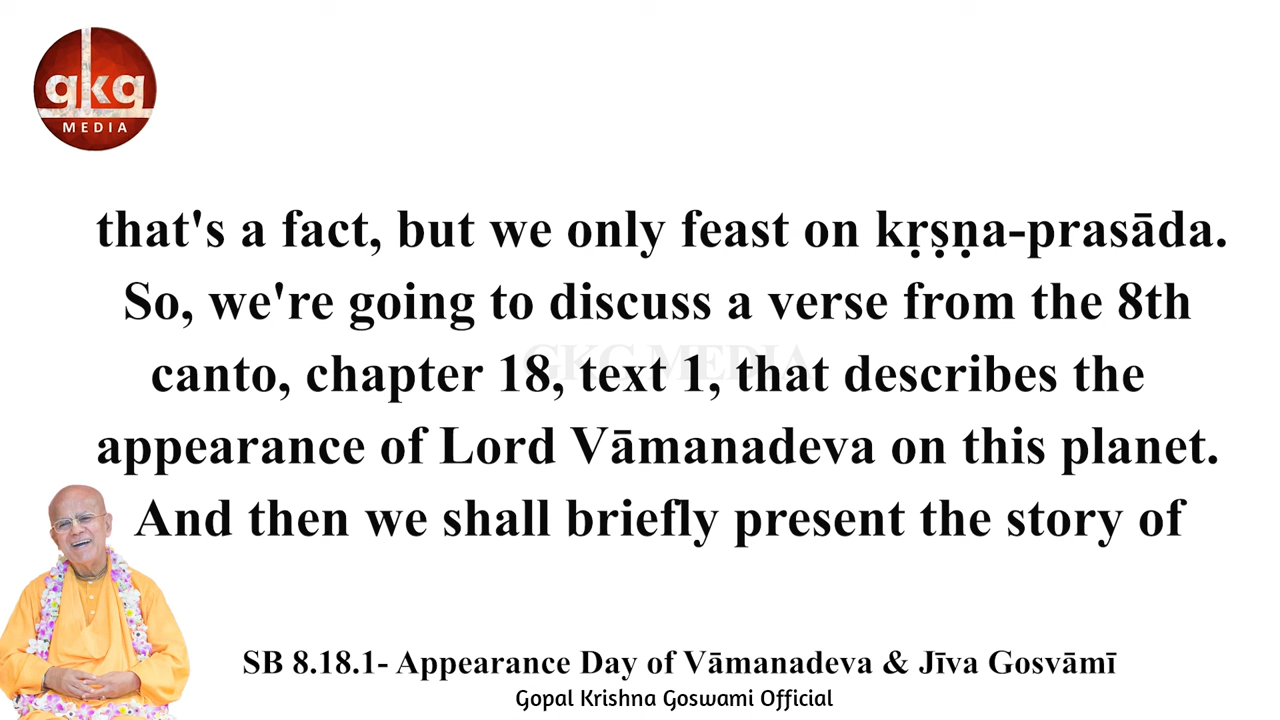 gkg
MEDIA
that's a fact, but we only feast on kṛṣṇa-prasāda.
So, we're going to discuss a verse from the 8th
GKG MEDIA
canto, chapter 18, text 1, that describes the
appearance of Lord Vāmanadeva on this planet.
And then we shall briefly present the story of
SB 8.18.1- Appearance Day of Vāmanadeva & Jīva Gosvāmī
Gopal Krishna Goswami Official